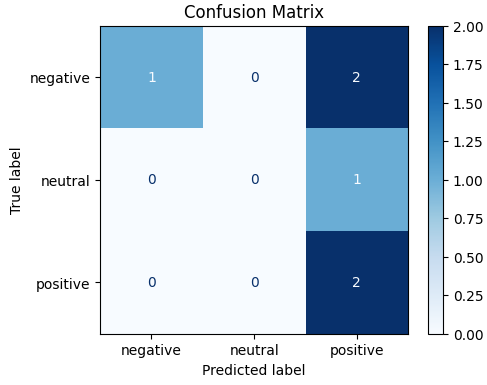 Confusion Matrix
True label
negative
neutral
positive
1 0 2
0 0 1
0 0 2
negative neutral positive
Predicted label
2.00
1.75
1.50
1.25
1.00
0.75
0.50
0.25
0.00